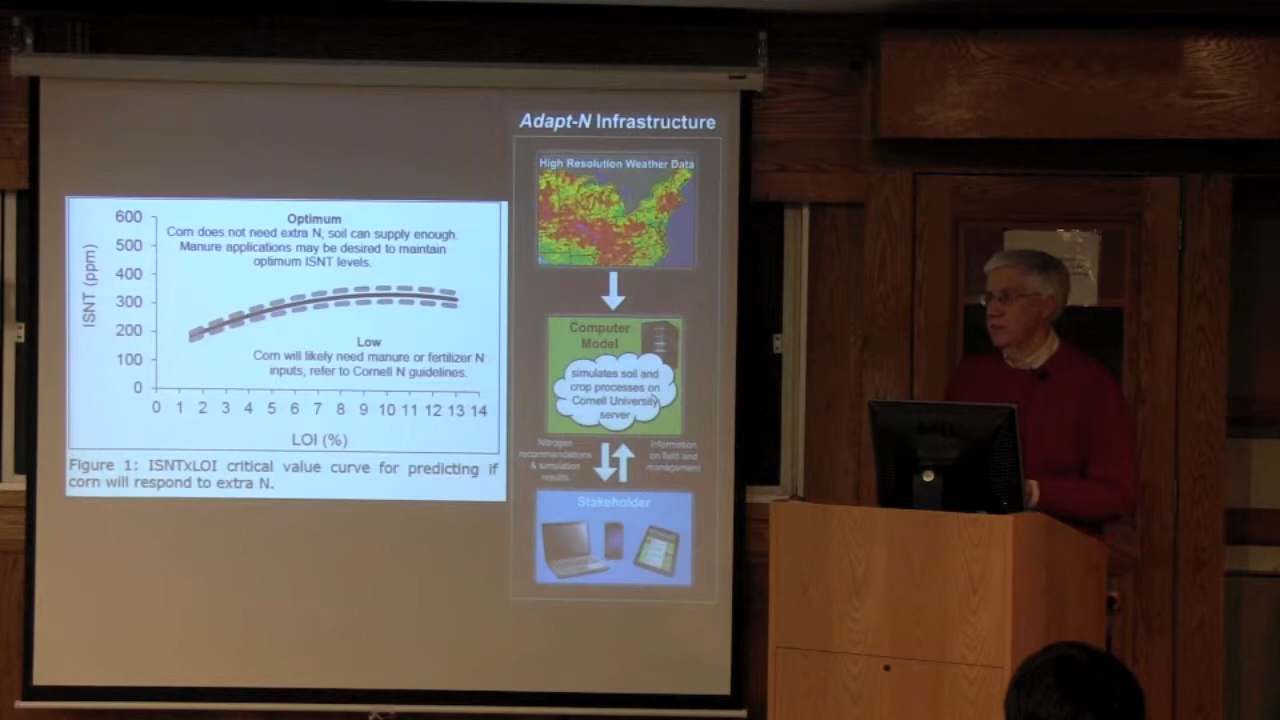 Adapt-N Infrastructure
High Resolution Weather Data
600
500
400
300
200
100
0
ISNT (ppm)
Optimum
Corn does not need extra N, soil can supply enough.
Manure applications may be desired to maintain
optimum ISNT levels.
Low
Corn will likely need manure or fertilizer N
inputs, refer to Cornell N guidelines.
0 1 2 3 4 5 6 7 8 9 10 11 12 13 14
LOI (%)
Figure 1: ISNTxLOI critical value curve for predicting if
corn will respond to extra N.
Computer
Model
simulates soil and
crop processes on
Cornell University
server
Nitrogen
recommendations
& simulation
results
Information
on field and
management
Stakeholder